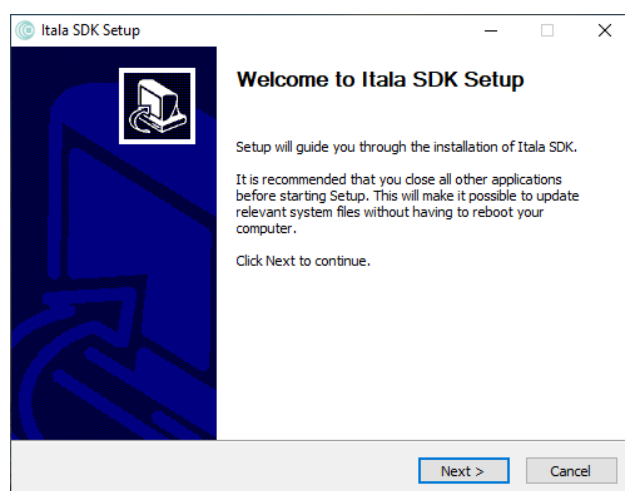 Itala SDK Setup
Welcome to Itala SDK Setup
Setup will guide you through the installation of Itala SDK.
It is recommended that you close all other applications
before starting Setup. This will make it possible to update
relevant system files without having to reboot your
computer.
Click Next to continue.
Next >
Cancel